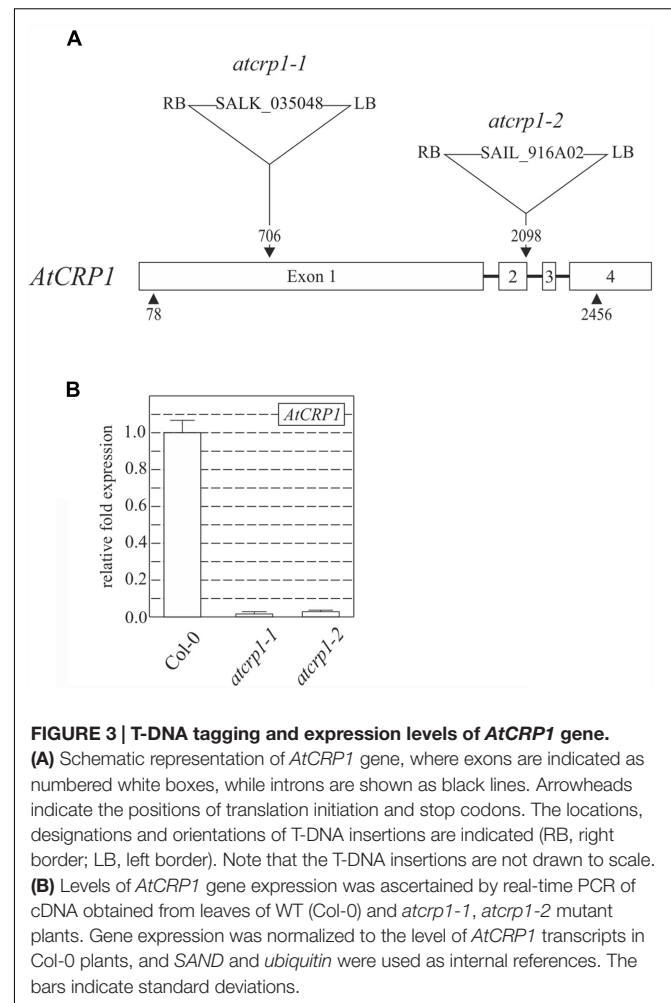 A
atcrp1-1
RB SALK_035048 LB
atcrp1-2
RB SAIL_916A02 LB
706
2098
AtCRP1
Exon 1
2
3
4
78
2456
B
AtCRP1
relative fold expression
1.0
0.8
0.6
0.4
0.2
0.0
Col-0
atcrp1-1
atcrp1-2
FIGURE 3 | T-DNA tagging and expression levels of AtCRP1 gene.
(A) Schematic representation of AtCRP1 gene, where exons are indicated as
numbered white boxes, while introns are shown as black lines. Arrowheads
indicate the positions of translation initiation and stop codons. The locations,
designations and orientations of T-DNA insertions are indicated (RB, right
border; LB, left border). Note that the T-DNA insertions are not drawn to scale.
(B) Levels of AtCRP1 gene expression was ascertained by real-time PCR of
cDNA obtained from leaves of WT (Col-0) and atcrp1-1, atcrp1-2 mutant
plants. Gene expression was normalized to the level of AtCRP1 transcripts in
Col-0 plants, and SAND and ubiquitin were used as internal references. The
bars indicate standard deviations.